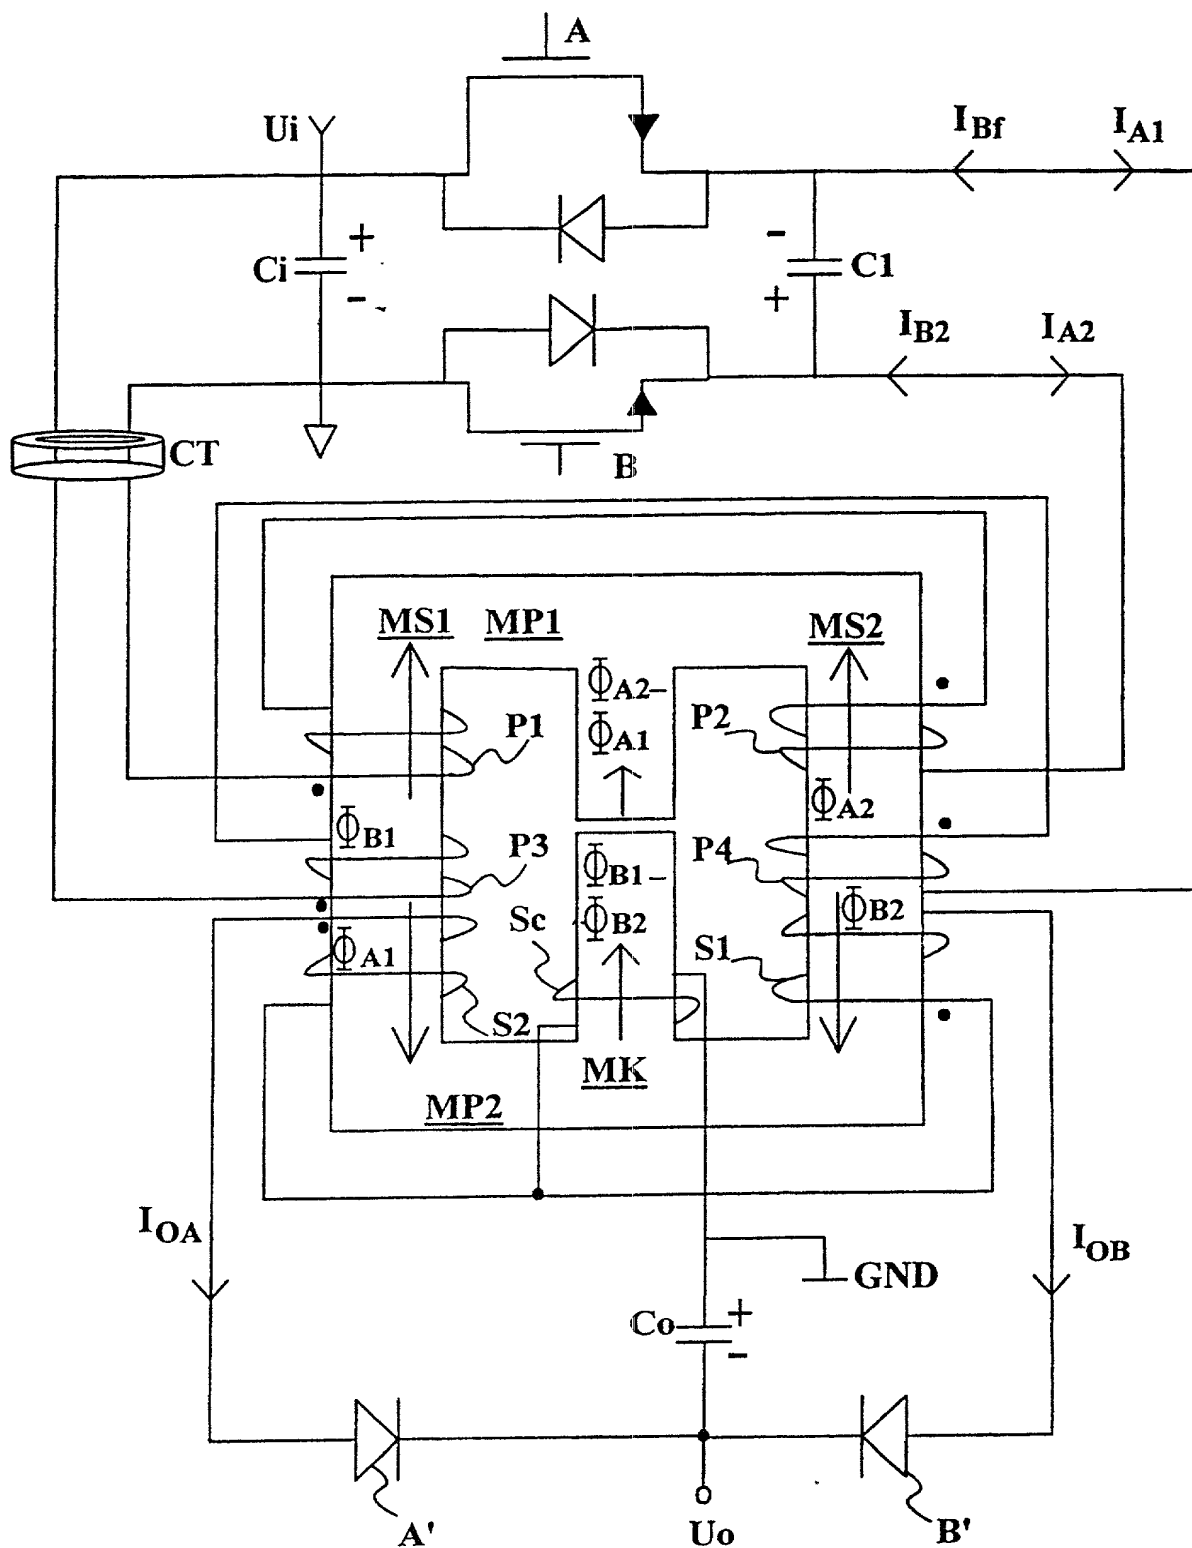 A
Ui
I_Bf
I_A1
+
Ci
-
-
C1
+
I_B2
I_A2
CT
B
MS1
MP1
MS2
Φ_A2-
P1
P2
Φ_A1
Φ_A2
Φ_B1
P3
P4
Φ_B1-
Φ_B2
Sc
Φ_B2
Φ_A1
S1
S2
MK
MP2
I_OA
I_OB
GND
Co
+
-
A'
Uo
B'